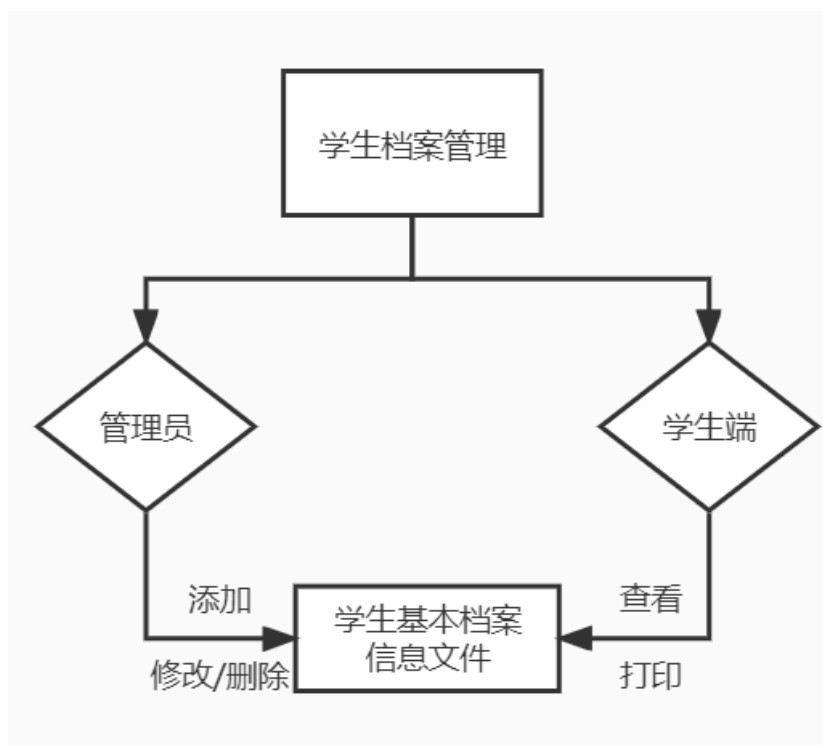 学生档案管理
管理员
学生端
添加
修改/删除
学生基本档案
信息文件
查看
打印